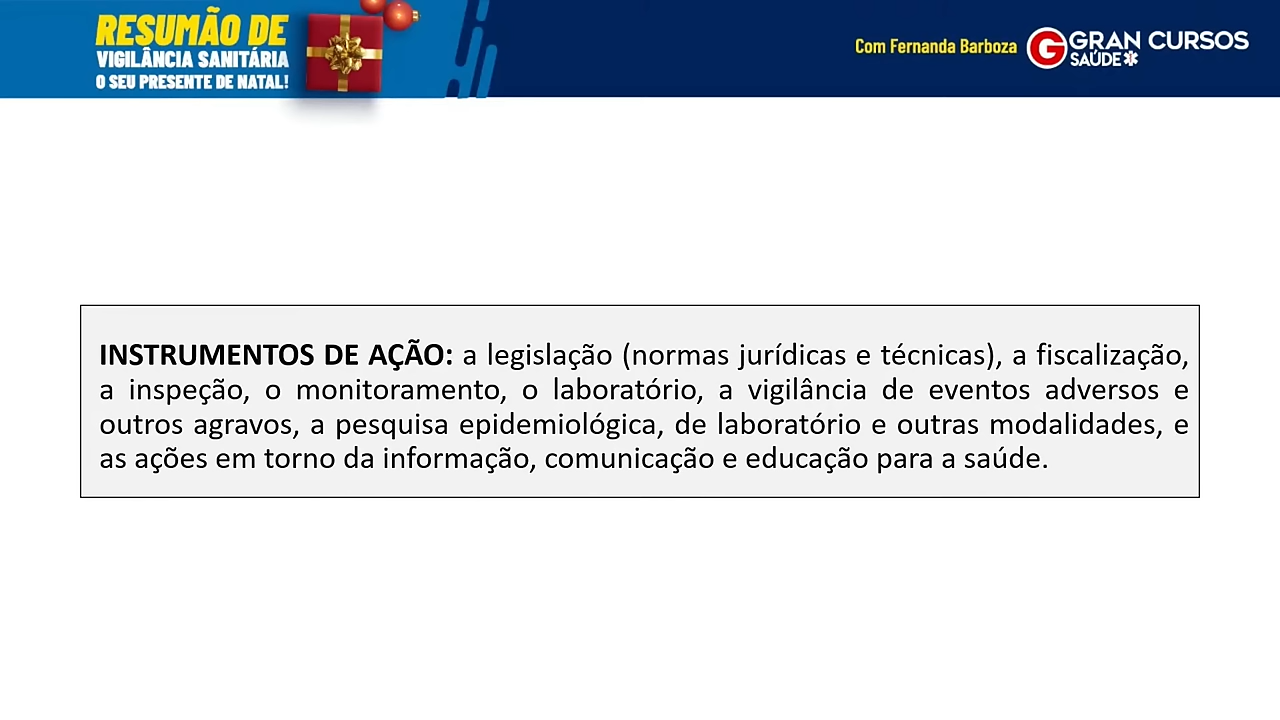 RESUMÃO DE
VIGILÂNCIA SANITÁRIA
O SEU PRESENTE DE NATAL!
Com Fernanda Barboza
G GRAN CURSOS
SAÚDE
INSTRUMENTOS DE AÇÃO: a legislação (normas jurídicas e técnicas), a fiscalização,
a inspeção, o monitoramento, o laboratório, a vigilância de eventos adversos e
outros agravos, a pesquisa epidemiológica, de laboratório e outras modalidades, e
as ações em torno da informação, comunicação e educação para a saúde.